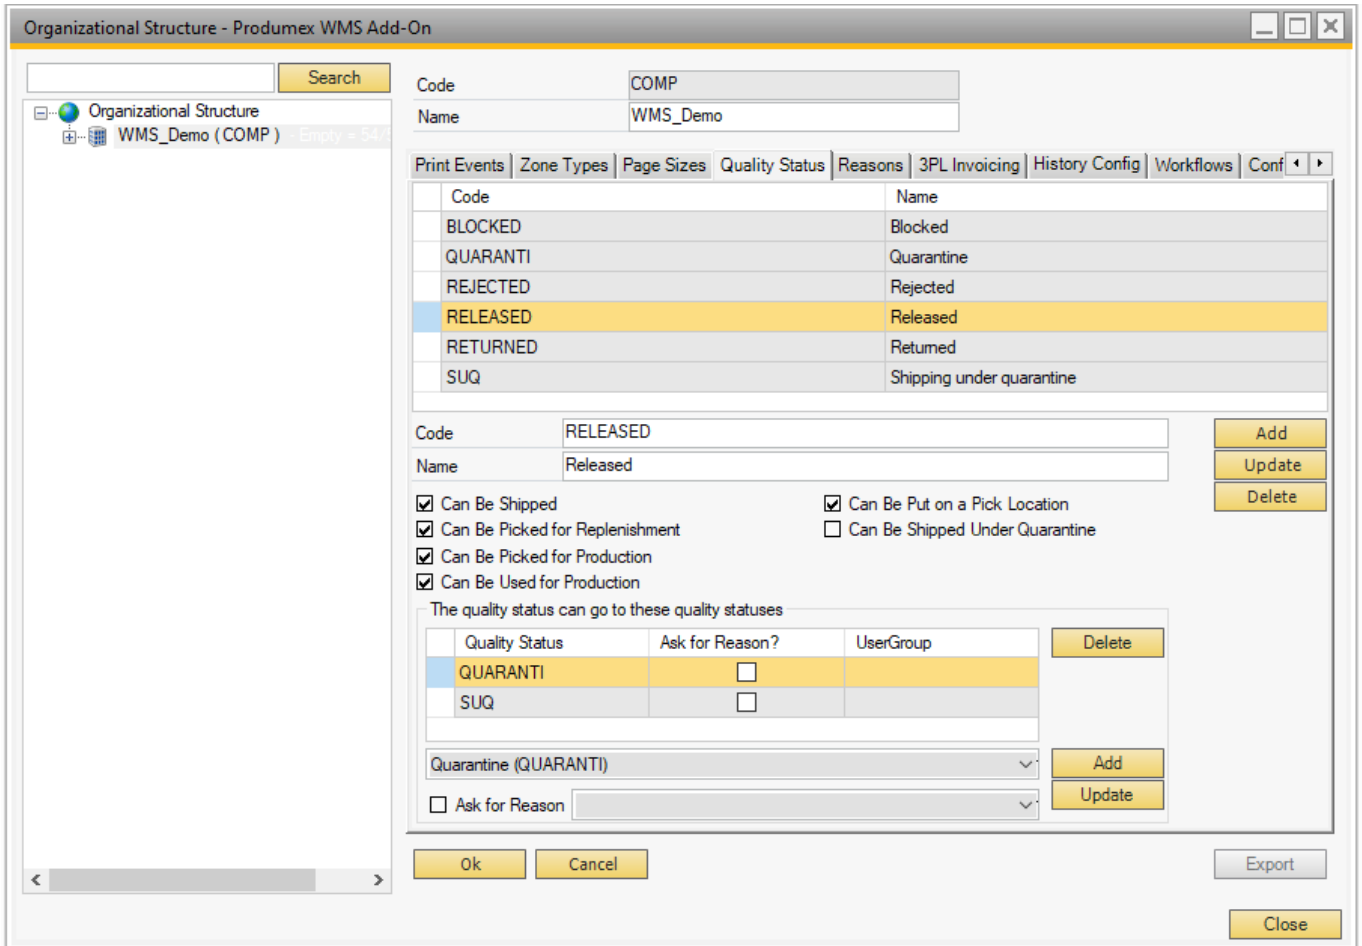 Organizational Structure - Produmex WMS Add-On
Search
Organizational Structure
WMS_Demo ( COMP ) - Empty = 54/
Code COMP
Name WMS_Demo
Print Events Zone Types Page Sizes Quality Status Reasons 3PL Invoicing History Config Workflows Conf
Code Name
BLOCKED Blocked
QUARANTI Quarantine
REJECTED Rejected
RELEASED Released
RETURNED Returned
SUQ Shipping under quarantine
Code RELEASED Add
Name Released Update
Delete
Can Be Shipped Can Be Put on a Pick Location
Can Be Picked for Replenishment Can Be Shipped Under Quarantine
Can Be Picked for Production
Can Be Used for Production
The quality status can go to these quality statuses
Quality Status Ask for Reason? UserGroup Delete
QUARANTI
SUQ
Quarantine (QUARANTI) Add
Update
Ask for Reason
Ok Cancel Export
Close